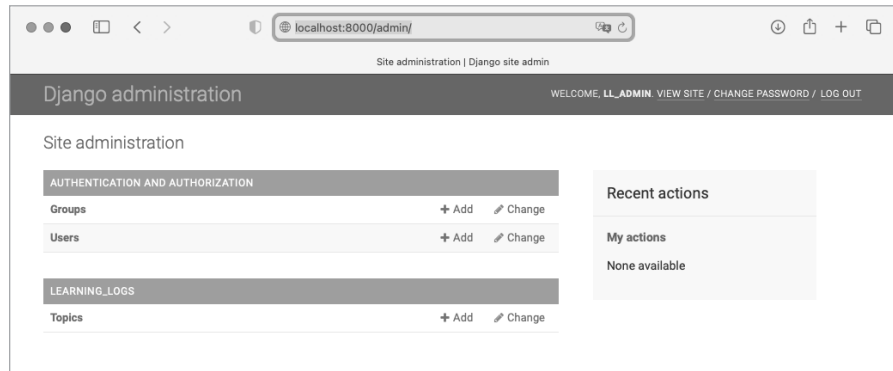 localhost:8000/admin/
Site administration | Django site admin
Django administration
WELCOME, LL_ADMIN. VIEW SITE / CHANGE PASSWORD / LOG OUT
Site administration
AUTHENTICATION AND AUTHORIZATION
Groups + Add Change
Users + Add Change
LEARNING_LOGS
Topics + Add Change
Recent actions
My actions
None available